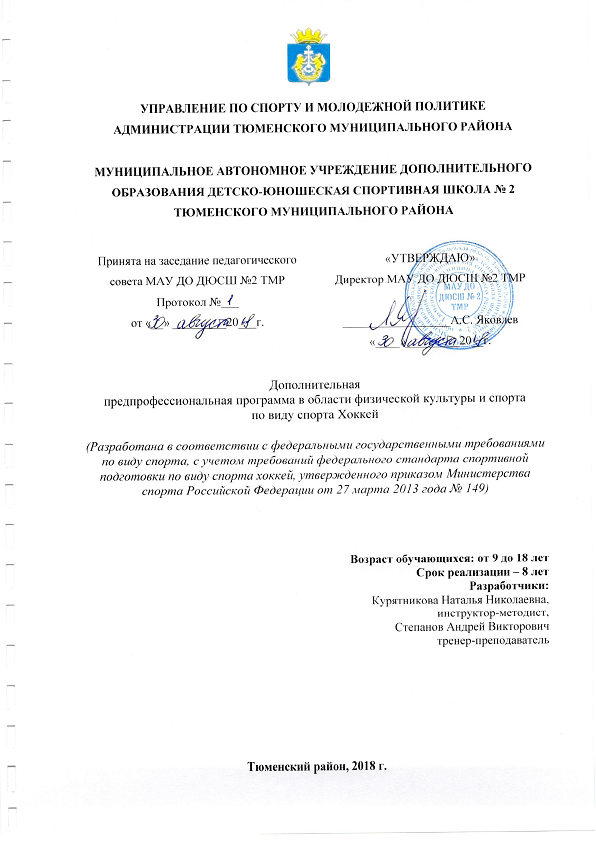 УПРАВЛЕНИЕ ПО СПОРТУ И МОЛОДЕЖНОЙ ПОЛИТИКЕ
АДМИНИСТРАЦИИ ТЮМЕНСКОГО МУНИЦИПАЛЬНОГО РАЙОНА
МУНИЦИПАЛЬНОЕ АВТОНОМНОЕ УЧРЕЖДЕНИЕ ДОПОЛНИТЕЛЬНОГО
ОБРАЗОВАНИЯ ДЕТСКО-ЮНОШЕСКАЯ СПОРТИВНАЯ ШКОЛА № 2
ТЮМЕНСКОГО МУНИЦИПАЛЬНОГО РАЙОНА
Принята на заседание педагогического
совета МАУ ДО ДЮСШ №2 ТМР
Протокол № 1
от «30» августа 2018 г.
«УТВЕРЖДАЮ»
Директор МАУ ДО ДЮСШ №2 ТМР
А.С. Яковлев
«30» августа 2018 г.
МАУ ДО
ДЮСШ № 2
ТМР
Дополнительная
предпрофессиональная программа в области физической культуры и спорта
по виду спорта Хоккей
(Разработана в соответствии с федеральными государственными требованиями
по виду спорта, с учетом требований федерального стандарта спортивной
подготовки по виду спорта хоккей, утвержденного приказом Министерства
спорта Российской Федерации от 27 марта 2013 года № 149)
Возраст обучающихся: от 9 до 18 лет
Срок реализации – 8 лет
Разработчики:
Курятникова Наталья Николаевна,
инструктор-методист,
Степанов Андрей Викторович
тренер-преподаватель
Тюменский район, 2018 г.